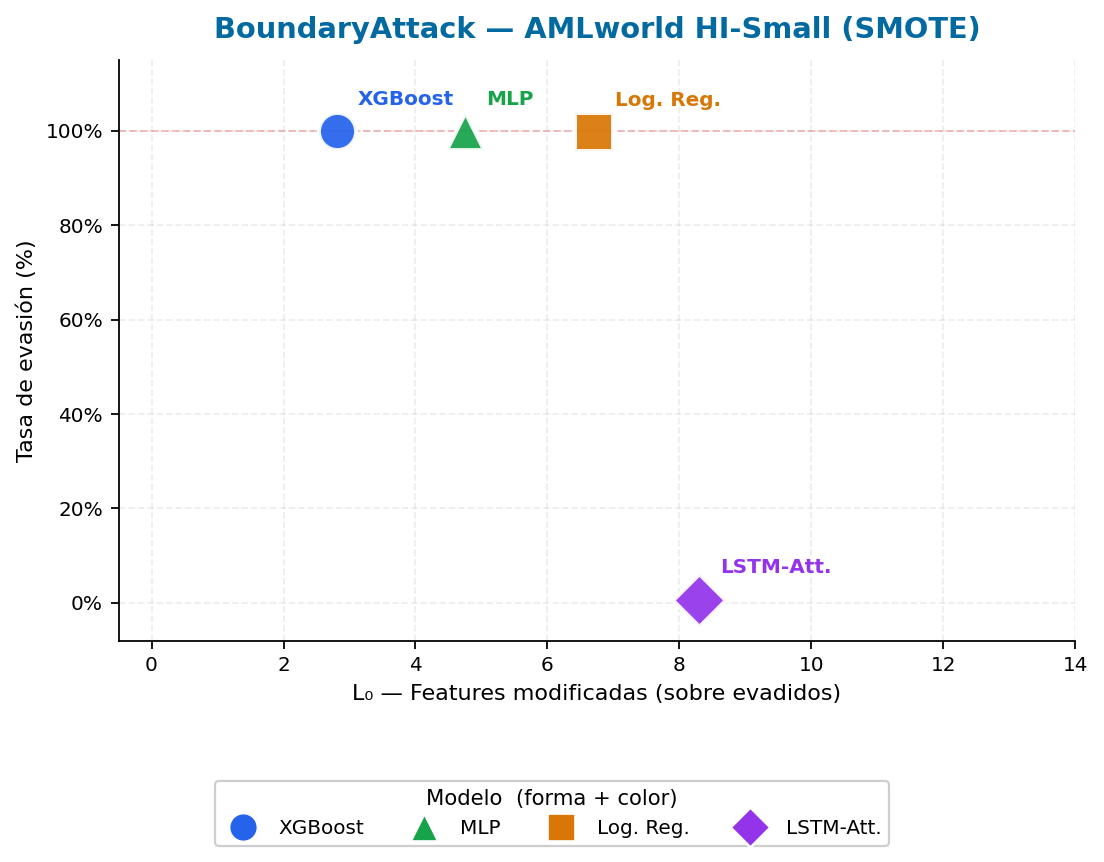 BoundaryAttack — AMLworld HI-Small (SMOTE)
XGBoost
MLP
Log. Reg.
LSTM-Att.
Tasa de evasión (%)
100%
80%
60%
40%
20%
0%
0 2 4 6 8 10 12 14
L₀ — Features modificadas (sobre evadidos)
Modelo (forma + color)
XGBoost MLP Log. Reg. LSTM-Att.